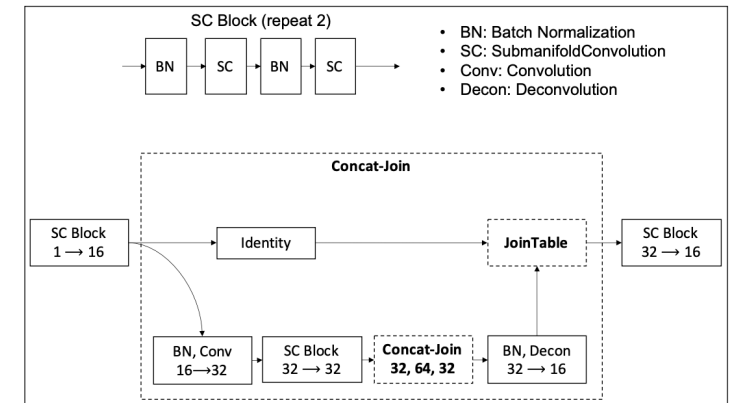 SC Block (repeat 2)
BN
SC
BN
SC
• BN: Batch Normalization
• SC: SubmanifoldConvolution
• Conv: Convolution
• Decon: Deconvolution
Concat-Join
SC Block
1 → 16
Identity
JoinTable
SC Block
32 → 16
BN, Conv
16→32
SC Block
32 → 32
Concat-Join
32, 64, 32
BN, Decon
32 → 16